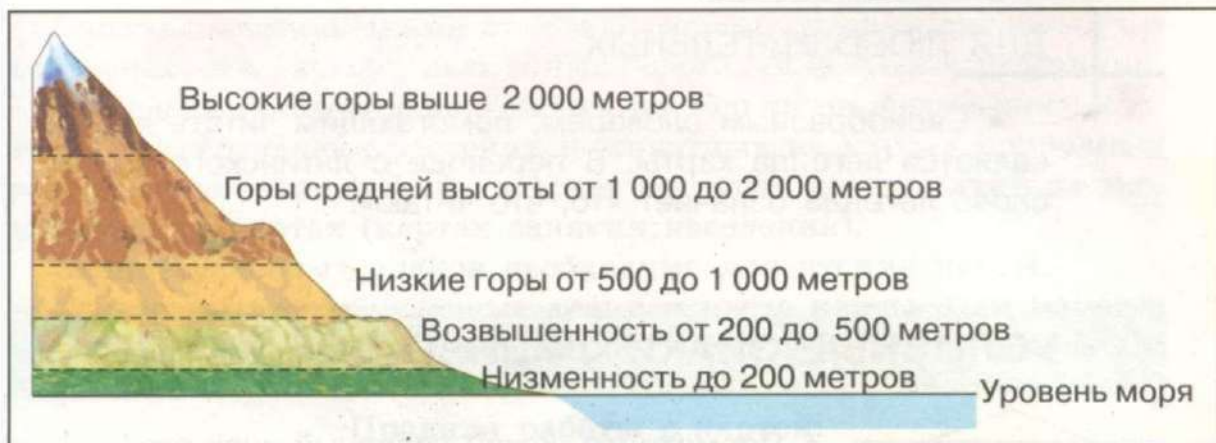 Высокие горы выше 2 000 метров
Горы средней высоты от 1 000 до 2 000 метров
Низкие горы от 500 до 1 000 метров
Возвышенность от 200 до 500 метров
Низменность до 200 метров
Уровень моря